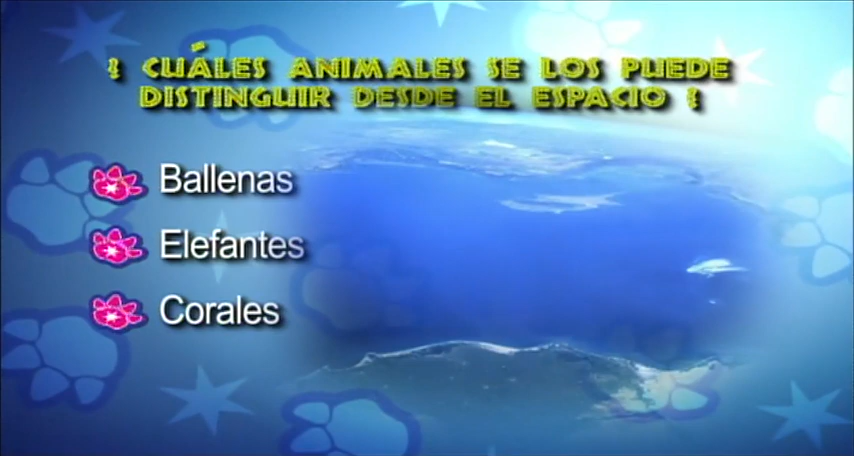 ¿ CUÁLES ANIMALES SE LOS PUEDE
DISTINGUIR DESDE EL ESPACIO ?
Ballenas
Elefantes
Corales